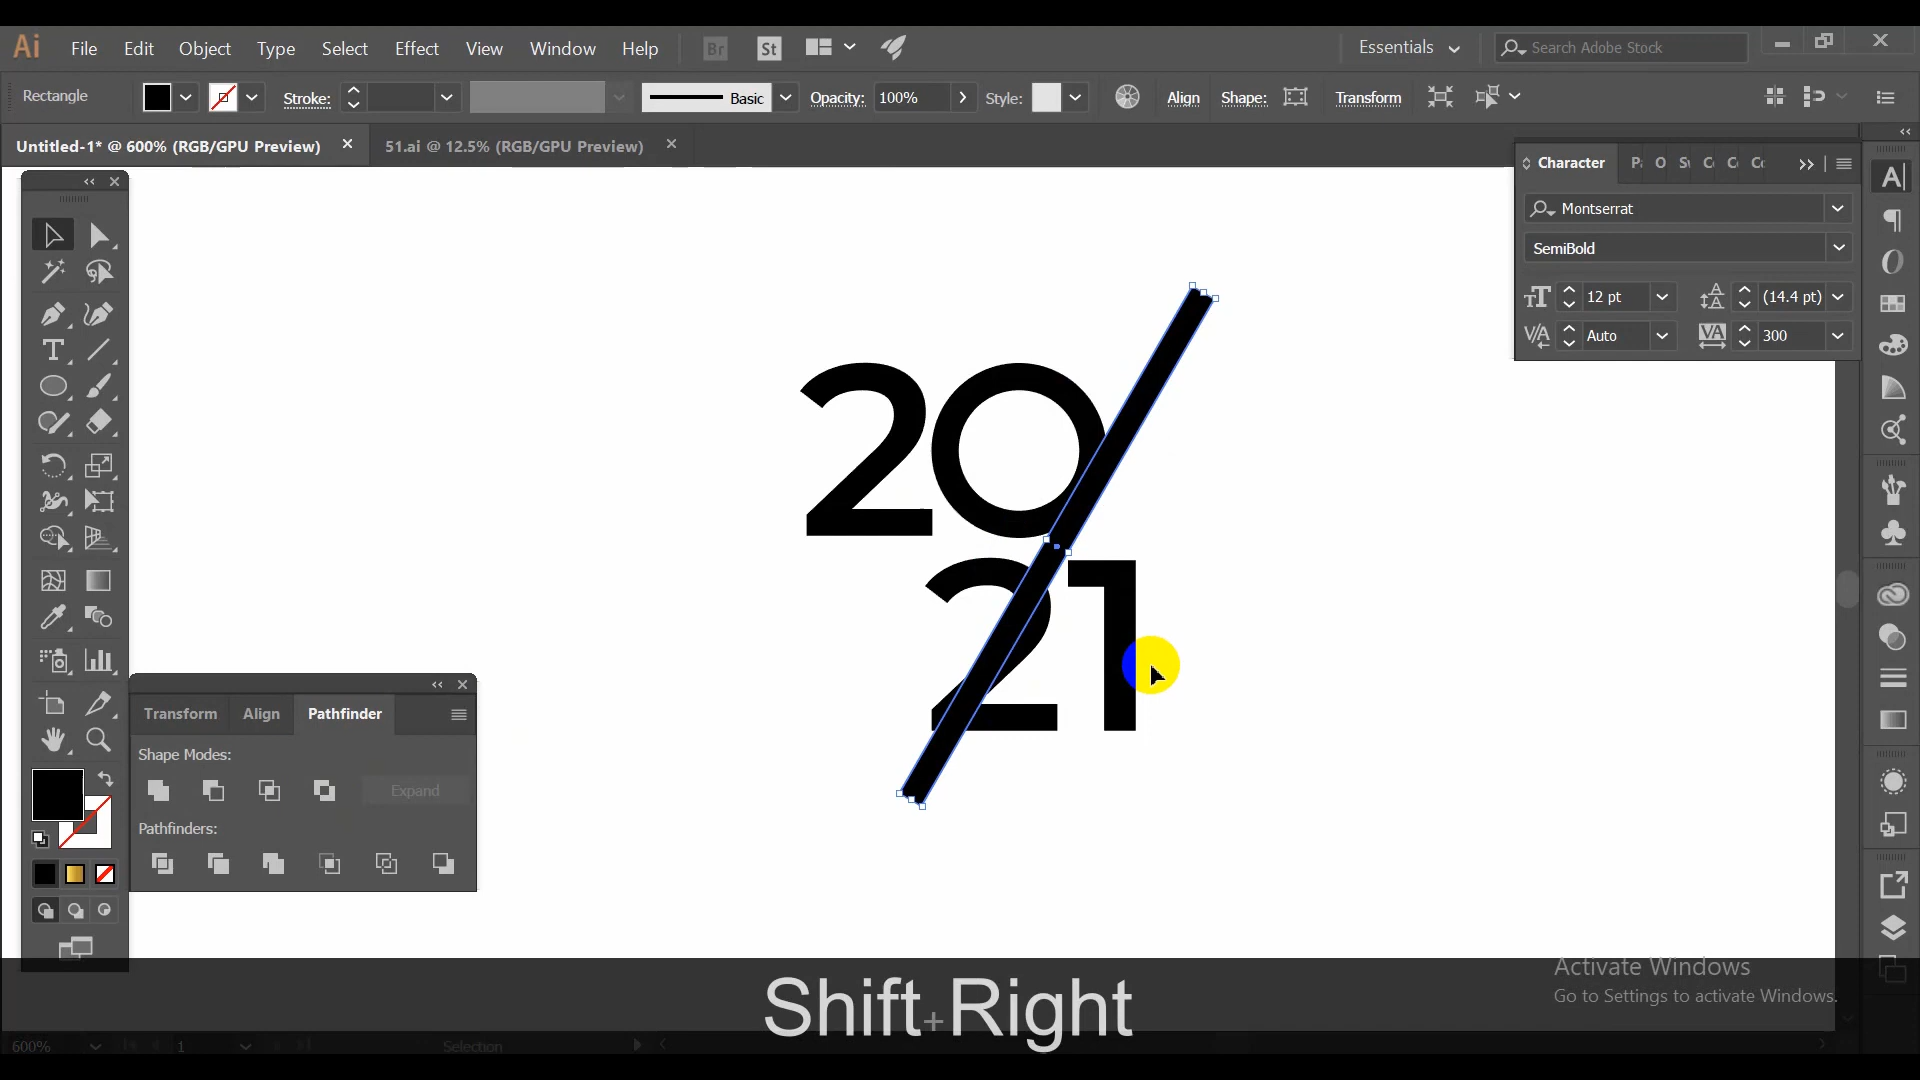 Ai File Edit Object Type Select Effect View Window Help Br St Essentials Search Adobe Stock
Rectangle Stroke: Basic Opacity: 100% Style: Align Shape: Transform
Untitled-1* @ 600% (RGB/GPU Preview) 51.ai @ 12.5% (RGB/GPU Preview)
Character
Montserrat
SemiBold
12 pt (14.4 pt)
Auto 300
20
21
Transform Align Pathfinder
Shape Modes:
Expand
Pathfinders:
Activate Windows
Go to Settings to activate Windows.
Shift+Right
600% 1 Selection